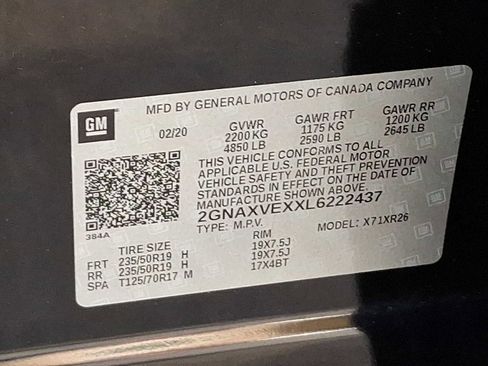 MFD BY GENERAL MOTORS OF CANADA COMPANY
GM
02/20 GVWR GAWR FRT GAWR RR
2200 KG 1175 KG 1200 KG
4850 LB 2590 LB 2645 LB
THIS VEHICLE CONFORMS TO ALL
APPLICABLE U.S. FEDERAL MOTOR
VEHICLE SAFETY AND THEFT PREVENTION
STANDARDS IN EFFECT ON THE DATE OF
MANUFACTURE SHOWN ABOVE.
2GNAXVEXXL6222437
TYPE: M.P.V. MODEL: X71XR26
384A
TIRE SIZE RIM
FRT 235/50R19 H 19X7.5J
RR 235/50R19 H 19X7.5J
SPA T125/70R17 M 17X4BT